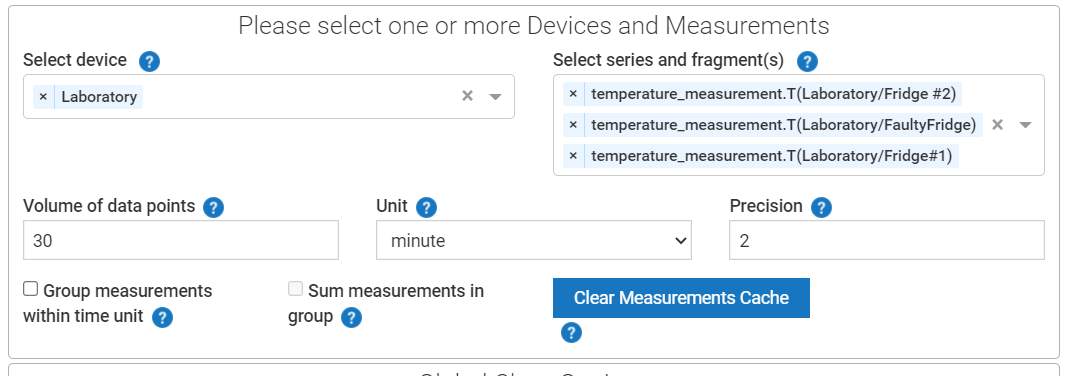 Please select one or more Devices and Measurements
Select device ?
Select series and fragment(s) ?
× Laboratory ×
× temperature_measurement.T(Laboratory/Fridge #2)
× temperature_measurement.T(Laboratory/FaultyFridge) ×
× temperature_measurement.T(Laboratory/Fridge#1)
Volume of data points ?
Unit ?
Precision ?
30
minute
2
Group measurements
within time unit ?
Sum measurements in
group ?
Clear Measurements Cache
?